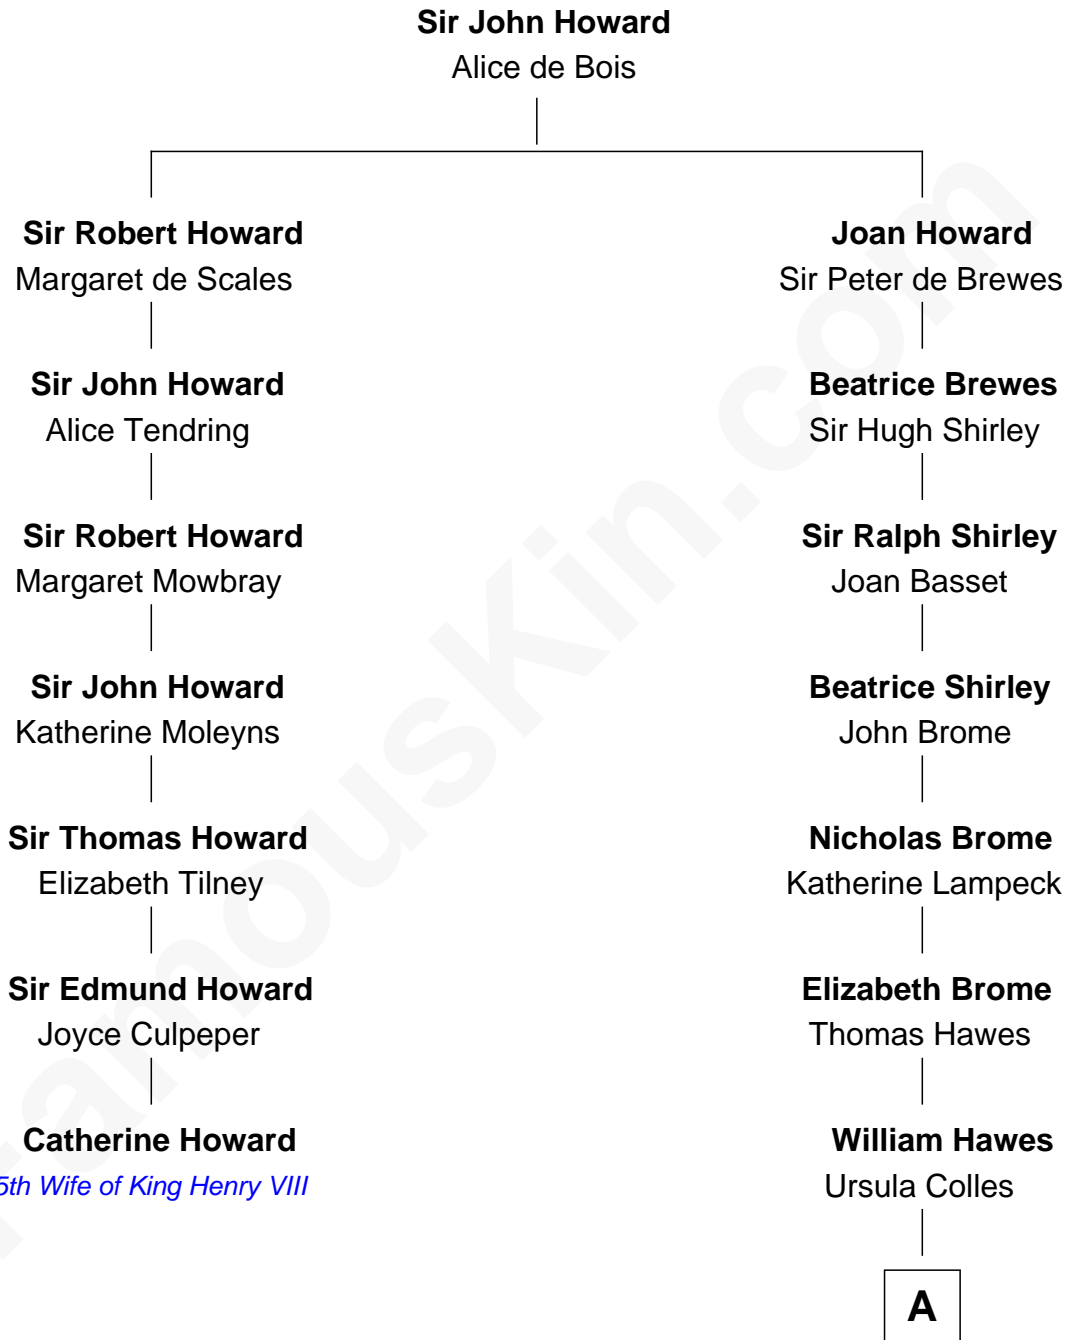 Sir John Howard
Alice de Bois
Sir Robert Howard
Margaret de Scales
Joan Howard
Sir Peter de Brewes
Sir John Howard
Alice Tendring
Beatrice Brewes
Sir Hugh Shirley
Sir Robert Howard
Margaret Mowbray
Sir Ralph Shirley
Joan Basset
Sir John Howard
Katherine Moleyns
Beatrice Shirley
John Brome
Sir Thomas Howard
Elizabeth Tilney
Nicholas Brome
Katherine Lampeck
Sir Edmund Howard
Joyce Culpeper
Elizabeth Brome
Thomas Hawes
Catherine Howard
5th Wife of King Henry VIII
William Hawes
Ursula Colles
A
FamousKin.com